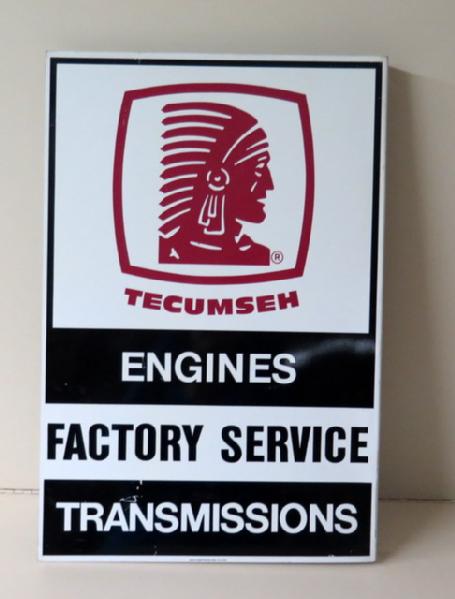 ®
TECUMSEH
ENGINES
FACTORY SERVICE
TRANSMISSIONS